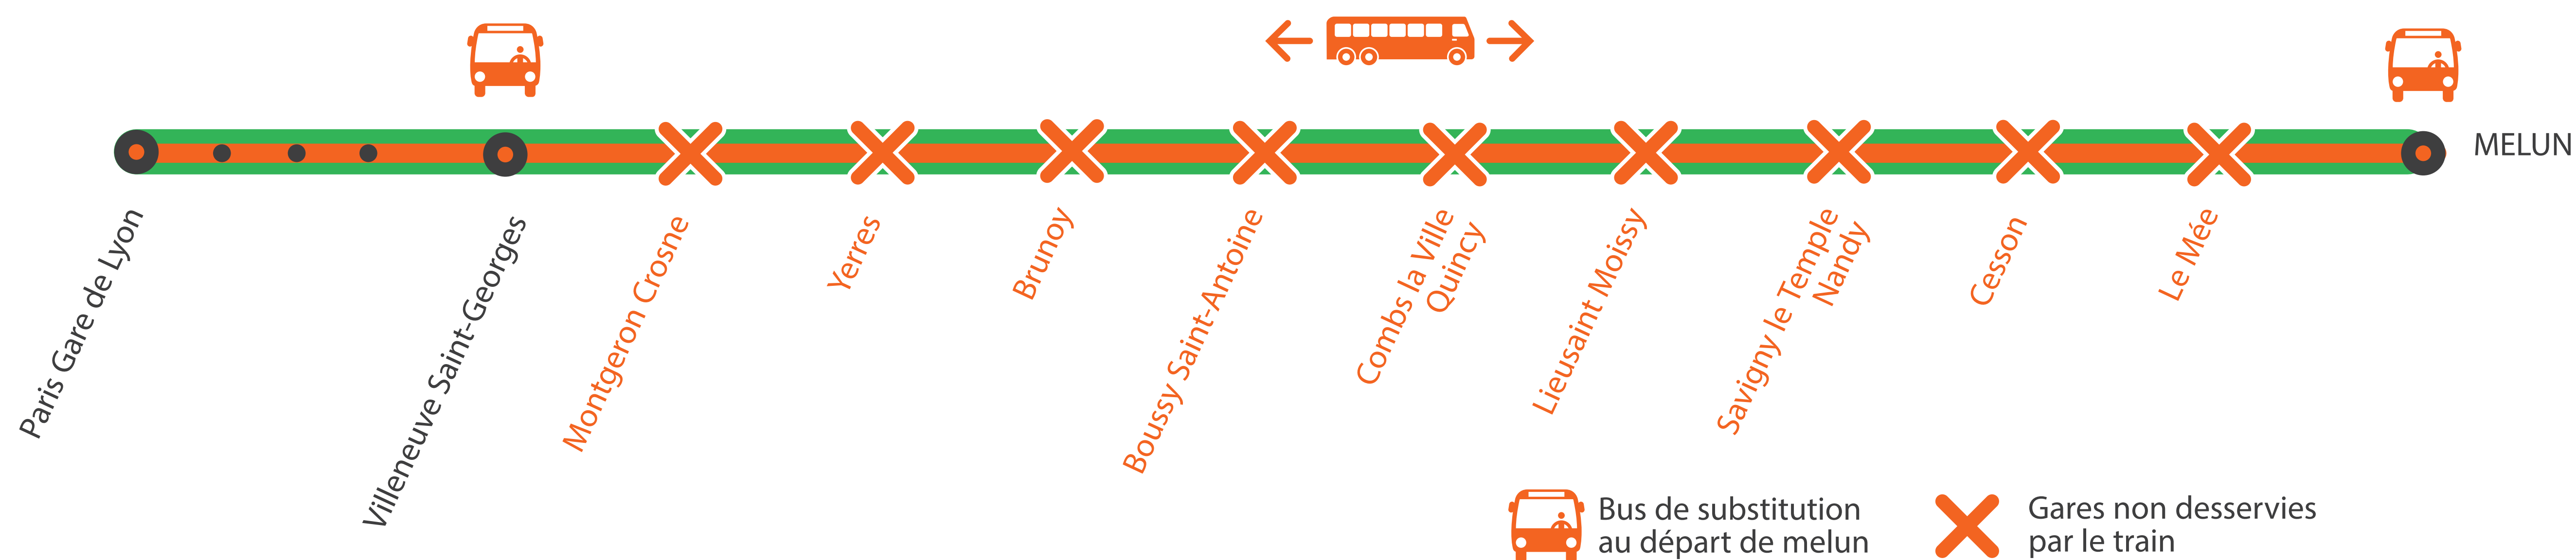 MELUN
Paris Gare de Lyon
Villeneuve Saint-Georges
Montgeron Crosne
Yerres
Brunoy
Boussy Saint-Antoine
Combs la Ville
Quincy
Lieusaint Moissy
Savigny le Temple
Nandy
Cesson
Le Mée
Bus de substitution
au départ de melun
Gares non desservies
par le train